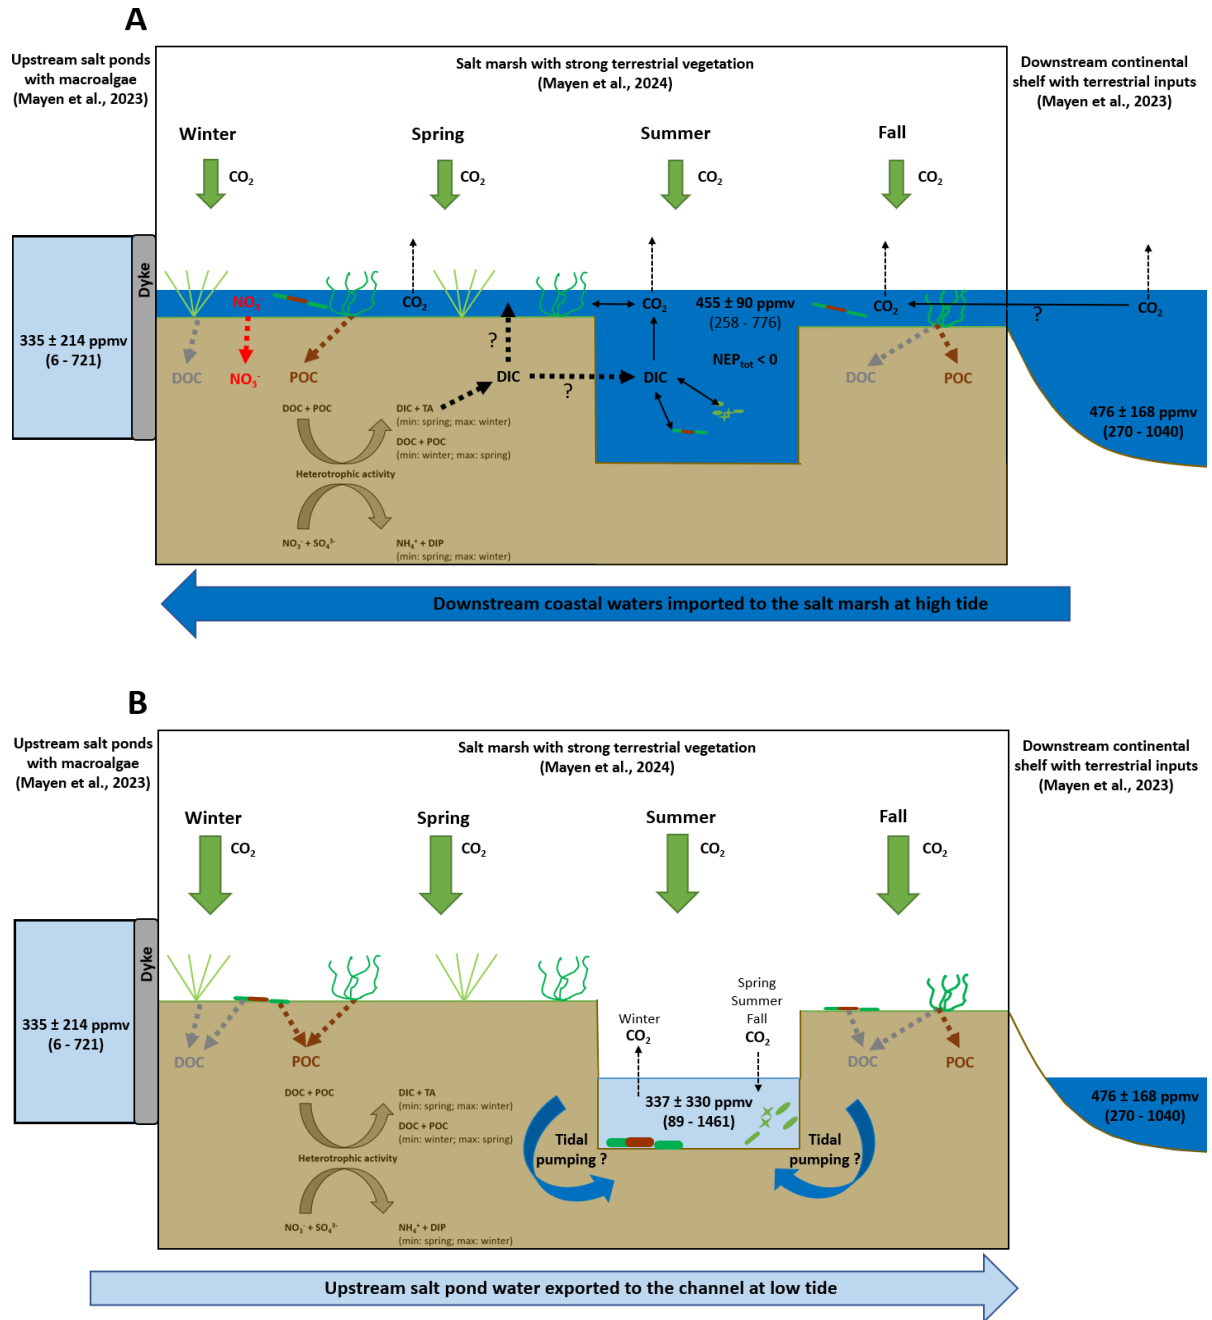 A
Upstream salt ponds
with macroalgae
(Mayen et al., 2023)
Salt marsh with strong terrestrial vegetation
(Mayen et al., 2024)
Downstream continental
shelf with terrestrial inputs
(Mayen et al., 2023)
Winter
Spring
Summer
Fall
CO₂
CO₂
CO₂
CO₂
Dyke
335 ± 214 ppmv
(6 - 721)
NO₃⁻
CO₂
CO₂
455 ± 90 ppmv
(258 - 776)
CO₂
?
CO₂
?
NEPtot < 0
DOC
NO₃⁻
POC
DIC
?
DIC
DOC
POC
DOC + POC
DIC + TA
(min: spring; max: winter)
DOC + POC
(min: winter; max: spring)
Heterotrophic activity
NO₃⁻ + SO₄³⁻
NH₄⁺ + DIP
(min: spring; max: winter)
476 ± 168 ppmv
(270 - 1040)
Downstream coastal waters imported to the salt marsh at high tide
B
Upstream salt ponds
with macroalgae
(Mayen et al., 2023)
Salt marsh with strong terrestrial vegetation
(Mayen et al., 2024)
Downstream continental
shelf with terrestrial inputs
(Mayen et al., 2023)
Winter
Spring
Summer
Fall
CO₂
CO₂
CO₂
CO₂
Dyke
335 ± 214 ppmv
(6 - 721)
DOC
POC
Winter
CO₂
Spring
Summer
Fall
CO₂
DOC
POC
337 ± 330 ppmv
(89 - 1461)
Tidal
pumping ?
Tidal
pumping ?
DOC + POC
DIC + TA
(min: spring; max: winter)
DOC + POC
(min: winter; max: spring)
Heterotrophic activity
NO₃⁻ + SO₄³⁻
NH₄⁺ + DIP
(min: spring; max: winter)
476 ± 168 ppmv
(270 - 1040)
Upstream salt pond water exported to the channel at low tide